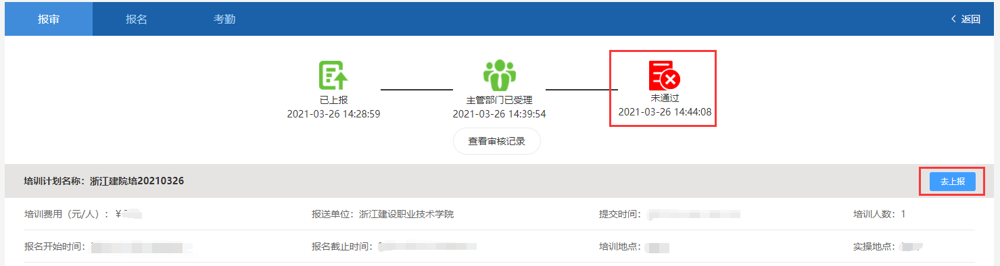 报审 报名 考勤 返回
已上报 主管部门已受理 未通过
2021-03-26 14:28:59 2021-03-26 14:39:54 2021-03-26 14:44:08
查看审核记录
培训计划名称：浙江建院培20210326 去上报
培训费用（元/人）：￥ 报送单位：浙江建设职业技术学院 提交时间： 培训人数：1
报名开始时间： 报名截止时间： 培训地点： 实操地点：